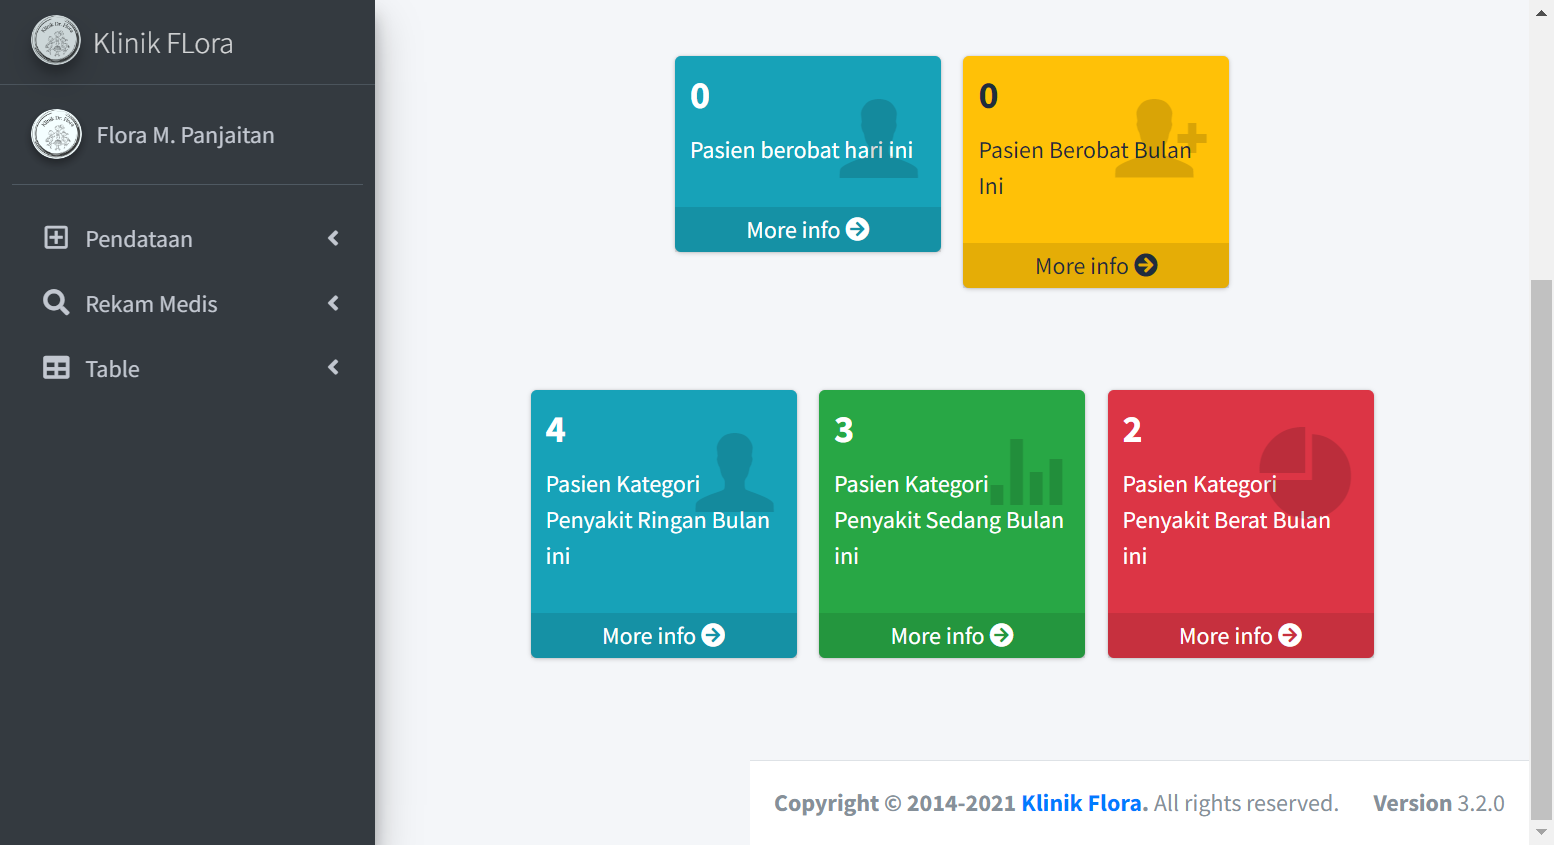 Klinik FLora
Flora M. Panjaitan
Pendataan
Rekam Medis
Table
0
Pasien berobat hari ini
More info
0
Pasien Berobat Bulan
Ini
More info
4
Pasien Kategori
Penyakit Ringan Bulan
ini
More info
3
Pasien Kategori
Penyakit Sedang Bulan
ini
More info
2
Pasien Kategori
Penyakit Berat Bulan
ini
More info
Copyright © 2014-2021 Klinik Flora. All rights reserved. Version 3.2.0